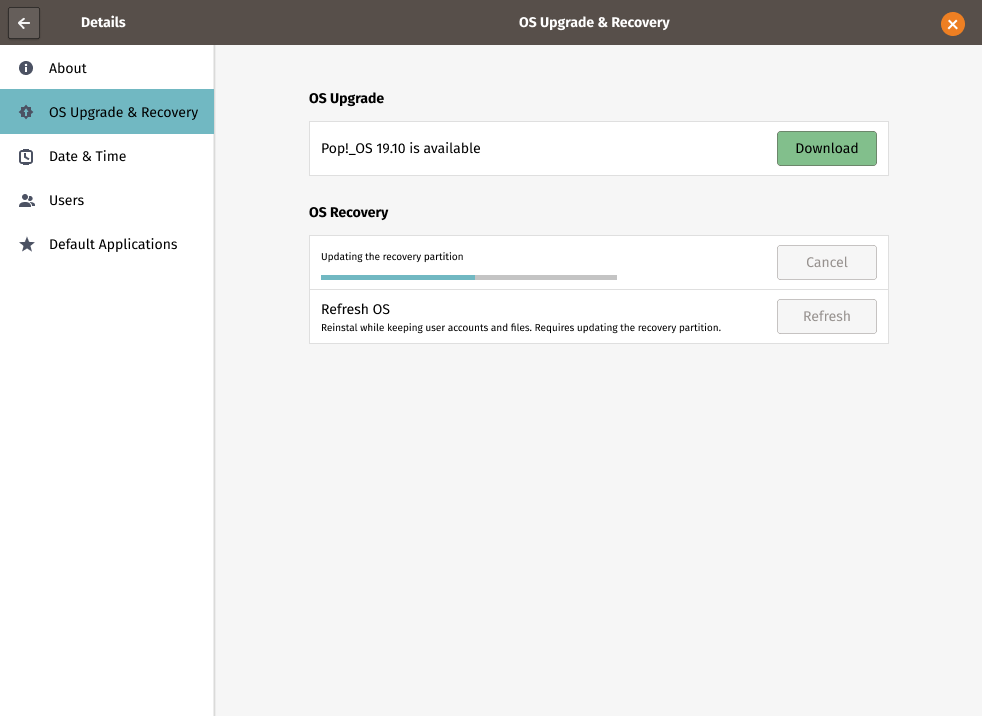 Details
OS Upgrade & Recovery
About
OS Upgrade & Recovery
Date & Time
Users
Default Applications
OS Upgrade
Pop!_OS 19.10 is available
Download
OS Recovery
Updating the recovery partition
Cancel
Refresh OS
Reinstal while keeping user accounts and files. Requires updating the recovery partition.
Refresh